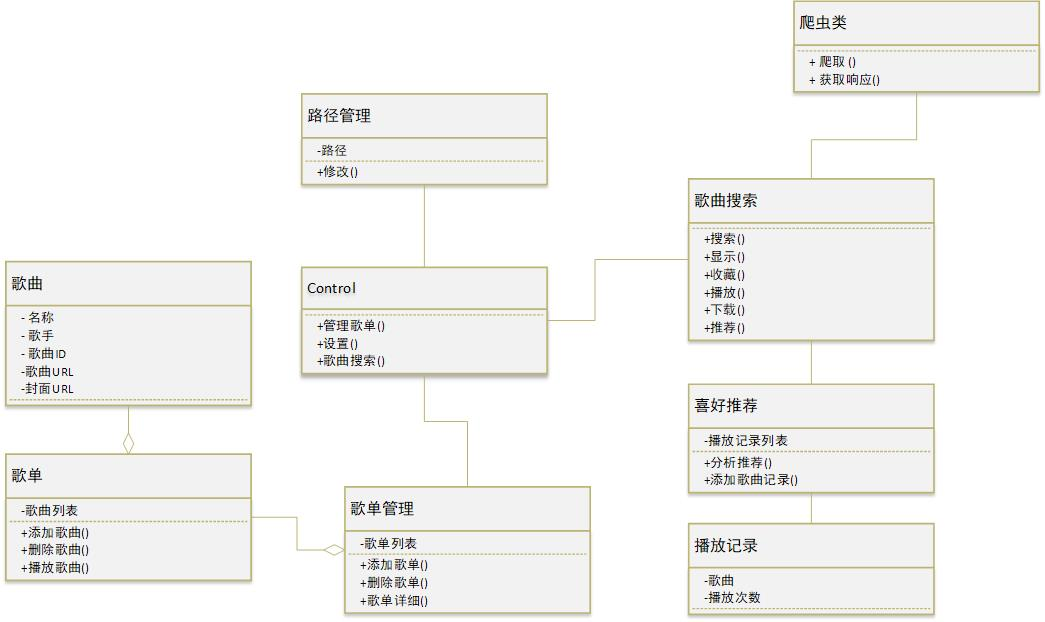 爬虫类
+ 爬取 ()
+ 获取响应()
路径管理
-路径
+修改()
歌曲搜索
+搜索()
+显示()
+收藏()
+播放()
+下载()
+推荐()
歌曲
- 名称
- 歌手
- 歌曲ID
-歌曲URL
-封面URL
Control
+管理歌单()
+设置()
+歌曲搜索()
喜好推荐
-播放记录列表
+分析推荐()
+添加歌曲记录()
歌单
-歌曲列表
+添加歌曲()
+删除歌曲()
+播放歌曲()
歌单管理
-歌单列表
+添加歌单()
+删除歌单()
+歌单详细()
播放记录
-歌曲
-播放次数